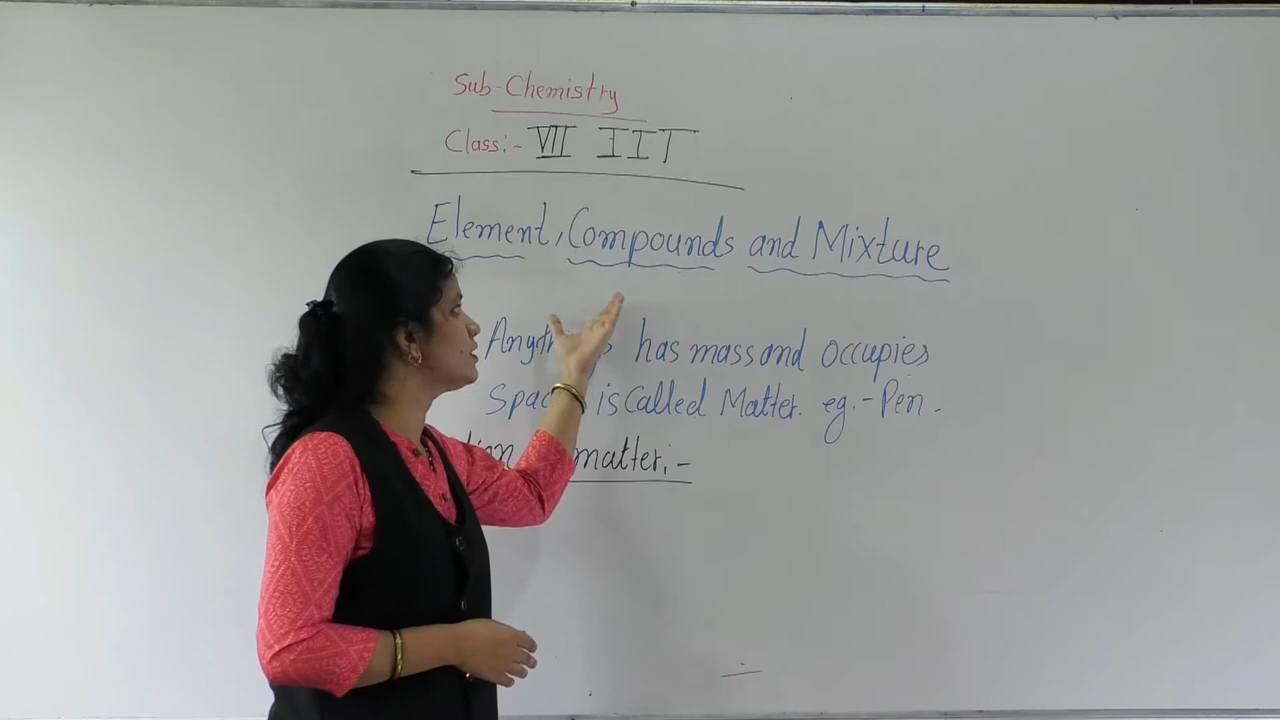 Sub-Chemistry
Class:- VII IIT
Element, Compounds and Mixture
has mass and occupies
is Called Matter. eg.- Pen.
matter:-